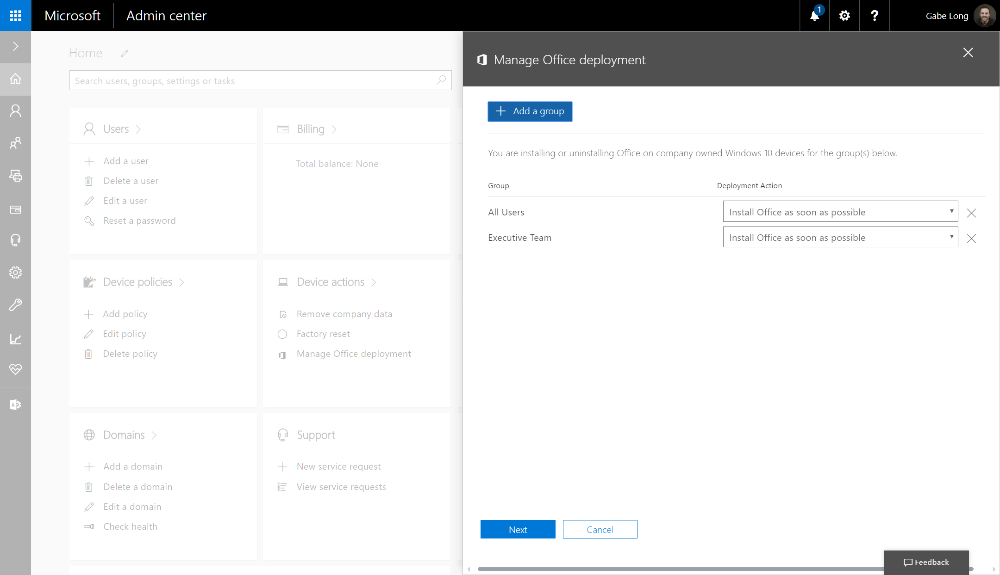 Microsoft
Admin center
1
?
Gabe Long
Home
Search users, groups, settings or tasks
Users
Add a user
Delete a user
Edit a user
Reset a password
Billing
Total balance: None
Device policies
Add policy
Edit policy
Delete policy
Device actions
Remove company data
Factory reset
Manage Office deployment
Domains
Add a domain
Delete a domain
Edit a domain
Check health
Support
New service request
View service requests
A
Manage Office deployment
Add a group
You are installing or uninstalling Office on company owned Windows 10 devices for the group(s) below.
Group Deployment Action
All Users Install Office as soon as possible
Executive Team Install Office as soon as possible
Next Cancel
Feedback